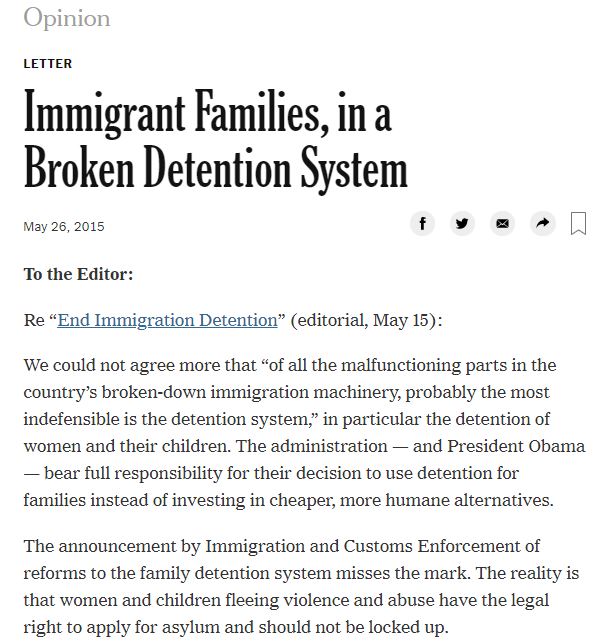 Opinion
LETTER
Immigrant Families, in a
Broken Detention System
May 26, 2015
To the Editor:
Re “End Immigration Detention” (editorial, May 15):
We could not agree more that “of all the malfunctioning parts in the
country’s broken-down immigration machinery, probably the most
indefensible is the detention system,” in particular the detention of
women and their children. The administration — and President Obama
— bear full responsibility for their decision to use detention for
families instead of investing in cheaper, more humane alternatives.
The announcement by Immigration and Customs Enforcement of
reforms to the family detention system misses the mark. The reality is
that women and children fleeing violence and abuse have the legal
right to apply for asylum and should not be locked up.